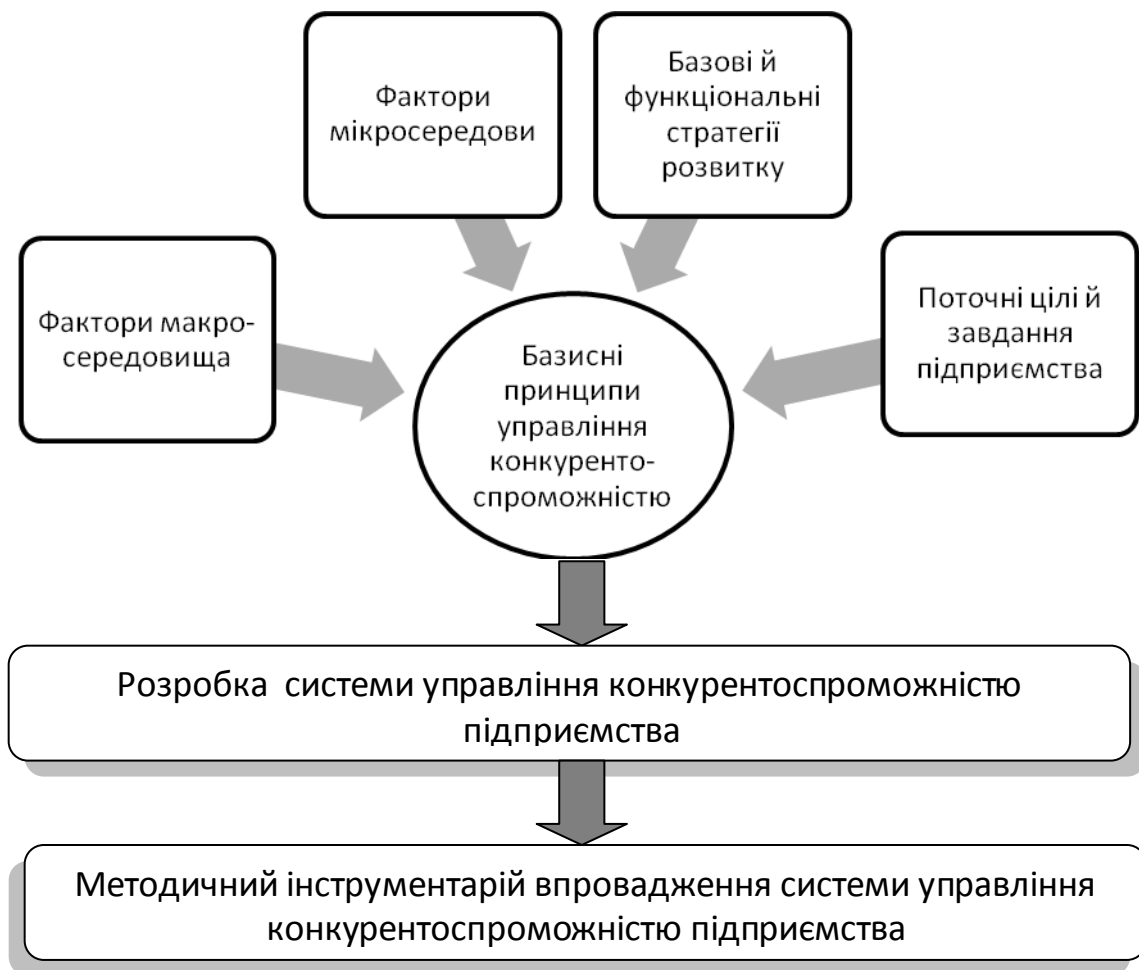 Фактори
мікросередови
Базові й
функціональні
стратегії
розвитку
Фактори макро-
середовища
Поточні цілі й
завдання
підприємства
Базисні
принципи
управління
конкуренто-
спроможністю
Розробка системи управління конкурентоспроможністю
підприємства
Методичний інструментарій впровадження системи управління
конкурентоспроможністю підприємства